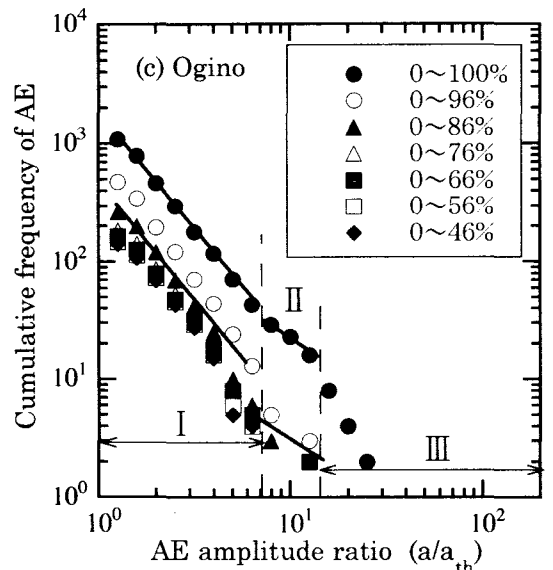 (c) Ogino
0~100%
0~96%
0~86%
0~76%
0~66%
0~56%
0~46%
Cumulative frequency of AE
10^4
10^3
10^2
10^1
10^0
I
II
III
10^0
10^1
10^2
AE amplitude ratio (a/a_th)